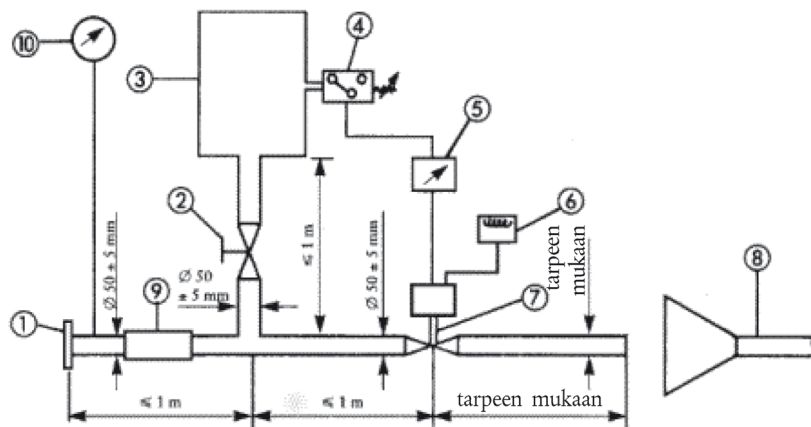 10
3
4
5
2
6
≤ 1 m
Ø 50 ± 5 mm
Ø 50
± 5 mm
Ø 50 ± 5 mm
tarpeen
mukaan
7
8
9
1
≤ 1 m
≤ 1 m
tarpeen mukaan